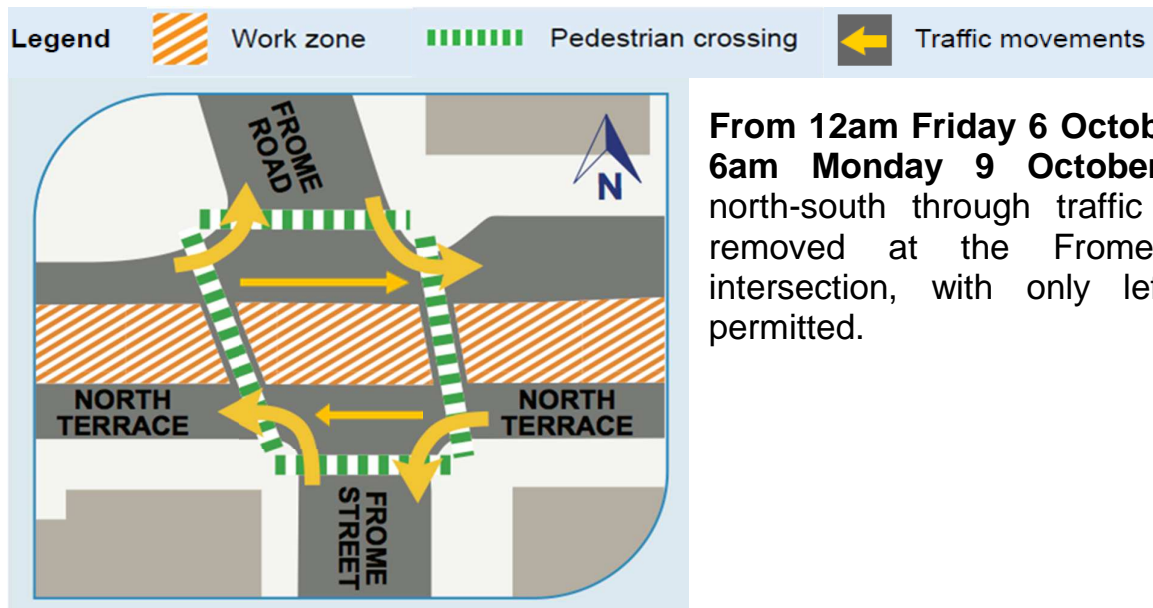 Legend Work zone Pedestrian crossing Traffic movements
FROME
ROAD
N
NORTH
TERRACE
NORTH
TERRACE
FROME
STREET
From 12am Friday 6 Octob
6am Monday 9 October
north-south through traffic
removed at the Frome
intersection, with only lef
permitted.